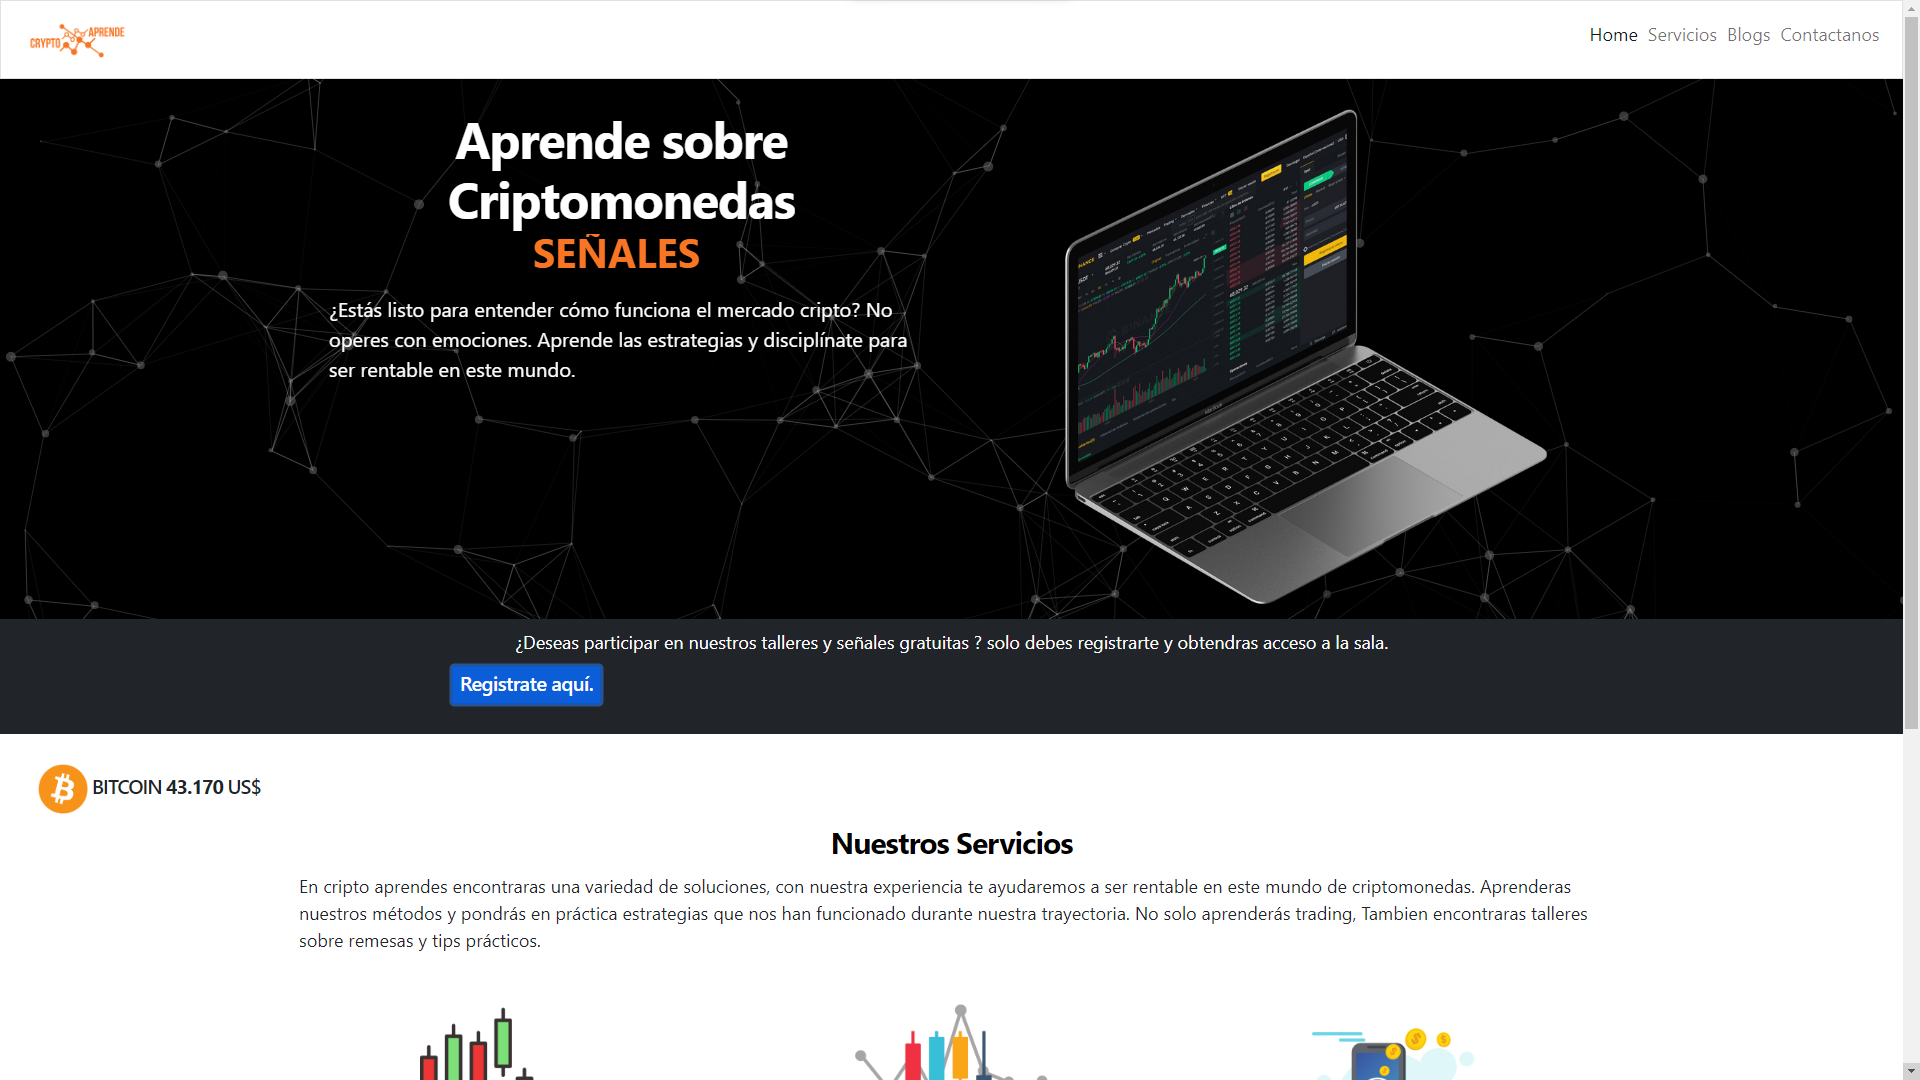 CRYPTO APRENDE
Home Servicios Blogs Contactanos
Aprende sobre
Criptomonedas
SEÑALES
¿Estás listo para entender cómo funciona el mercado cripto? No
operes con emociones. Aprende las estrategias y disciplínate para
ser rentable en este mundo.
¿Deseas participar en nuestros talleres y señales gratuitas ? solo debes registrarte y obtendras acceso a la sala.
Registrate aquí.
BITCOIN 43.170 US$
Nuestros Servicios
En cripto aprendes encontraras una variedad de soluciones, con nuestra experiencia te ayudaremos a ser rentable en este mundo de criptomonedas. Aprenderas
nuestros métodos y pondrás en práctica estrategias que nos han funcionado durante nuestra trayectoria. No solo aprenderás trading, Tambien encontraras talleres
sobre remesas y tips prácticos.